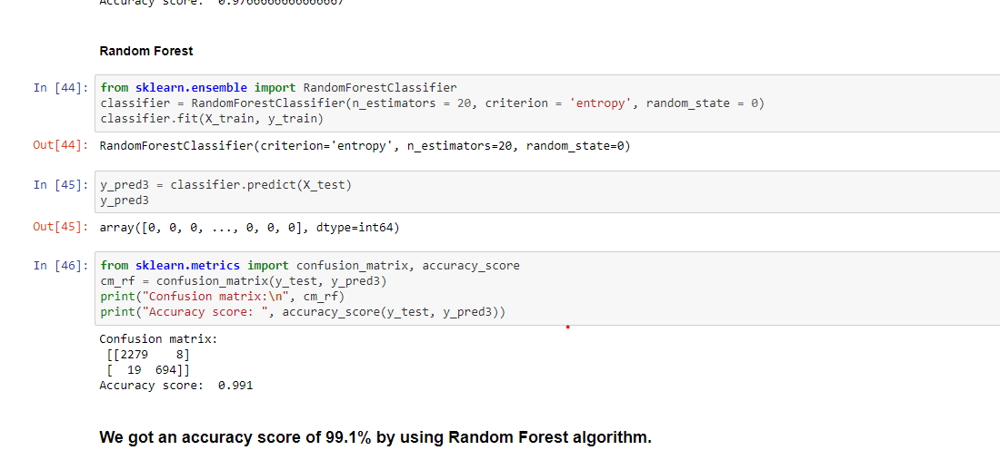 Accuracy score:  0.9766666666666667
Random Forest
In [44]: from sklearn.ensemble import RandomForestClassifier
classifier = RandomForestClassifier(n_estimators = 20, criterion = 'entropy', random_state = 0)
classifier.fit(X_train, y_train)
Out[44]: RandomForestClassifier(criterion='entropy', n_estimators=20, random_state=0)
In [45]: y_pred3 = classifier.predict(X_test)
y_pred3
Out[45]: array([0, 0, 0, ..., 0, 0, 0], dtype=int64)
In [46]: from sklearn.metrics import confusion_matrix, accuracy_score
cm_rf = confusion_matrix(y_test, y_pred3)
print("Confusion matrix:\n", cm_rf)
print("Accuracy score: ", accuracy_score(y_test, y_pred3))
Confusion matrix:
[[2279    8]
[  19  694]]
Accuracy score:  0.991
We got an accuracy score of 99.1% by using Random Forest algorithm.